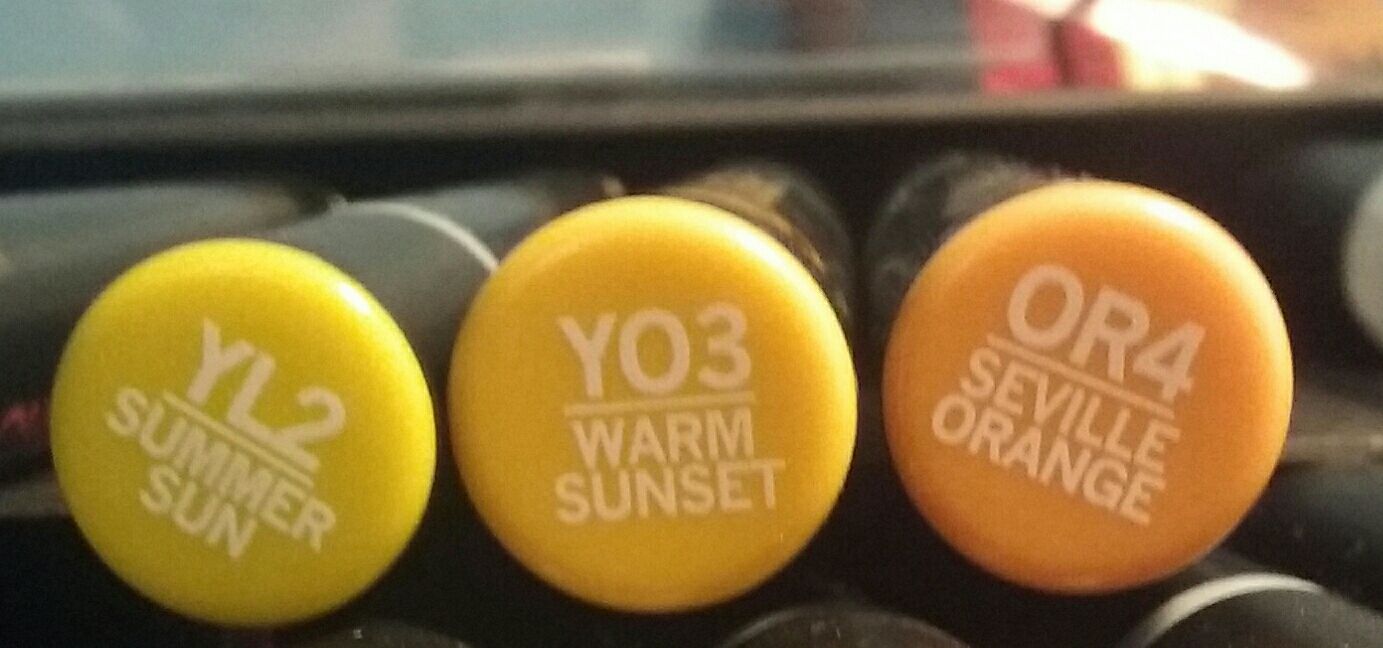 YL2
SUMMER
SUN
YO3
WARM
SUNSET
OR4
SEVILLE
ORANGE